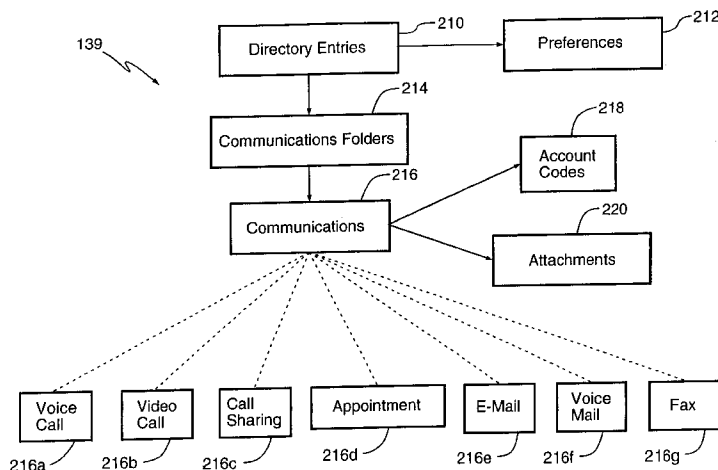 139
210
Directory Entries
212
Preferences
214
Communications Folders
216
Communications
218
Account
Codes
220
Attachments
Voice
Call
216a
Video
Call
216b
Call
Sharing
216c
Appointment
216d
E-Mail
216e
Voice
Mail
216f
Fax
216g